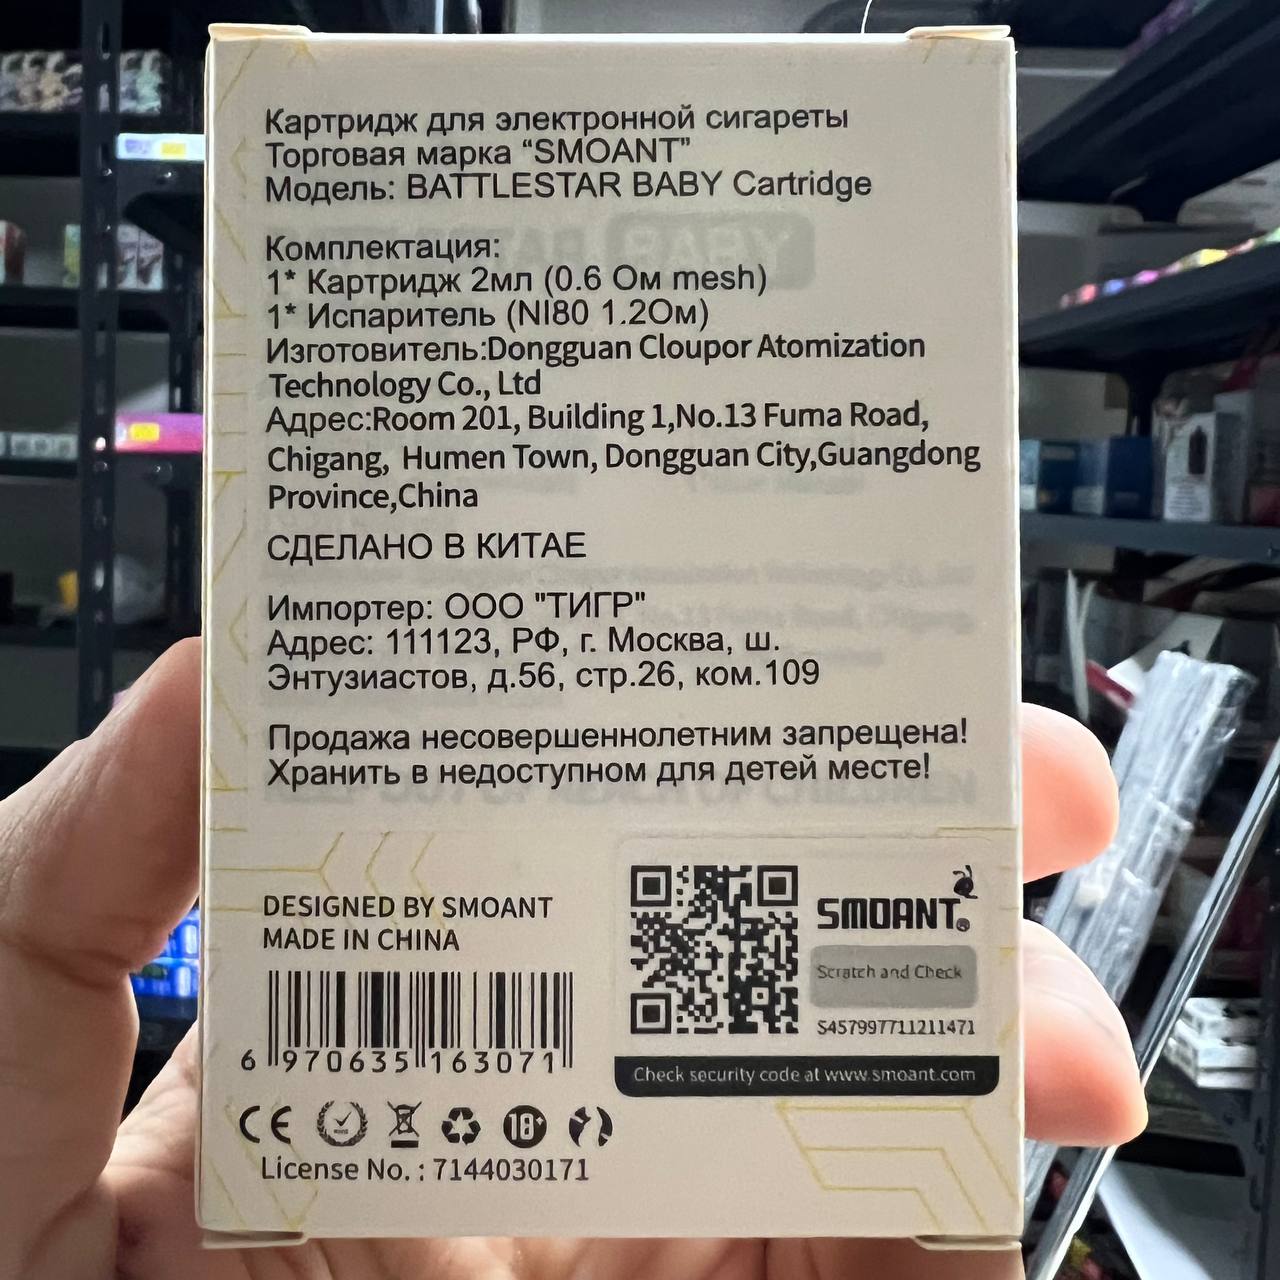 Картридж для электронной сигареты
Торговая марка “SMOANT”
Модель: BATTLESTAR BABY Cartridge
Комплектация:
1* Картридж 2мл (0.6 Ом mesh)
1* Испаритель (NI80 1.2Ом)
Изготовитель:Dongguan Cloupor Atomization
Technology Co., Ltd
Адрес:Room 201, Building 1,No.13 Fuma Road,
Chigang, Humen Town, Dongguan City,Guangdong
Province,China
СДЕЛАНО В КИТАЕ
Импортер: ООО "ТИГР"
Адрес: 111123, РФ, г. Москва, ш.
Энтузиастов, д.56, стр.26, ком.109
Продажа несовершеннолетним запрещена!
Хранить в недоступном для детей месте!
DESIGNED BY SMOANT
MADE IN CHINA
6 970635 163071
SMOANT
Scratch and Check
S457997711211471
Check security code at www.smoant.com
CE
18+
License No. : 7144030171